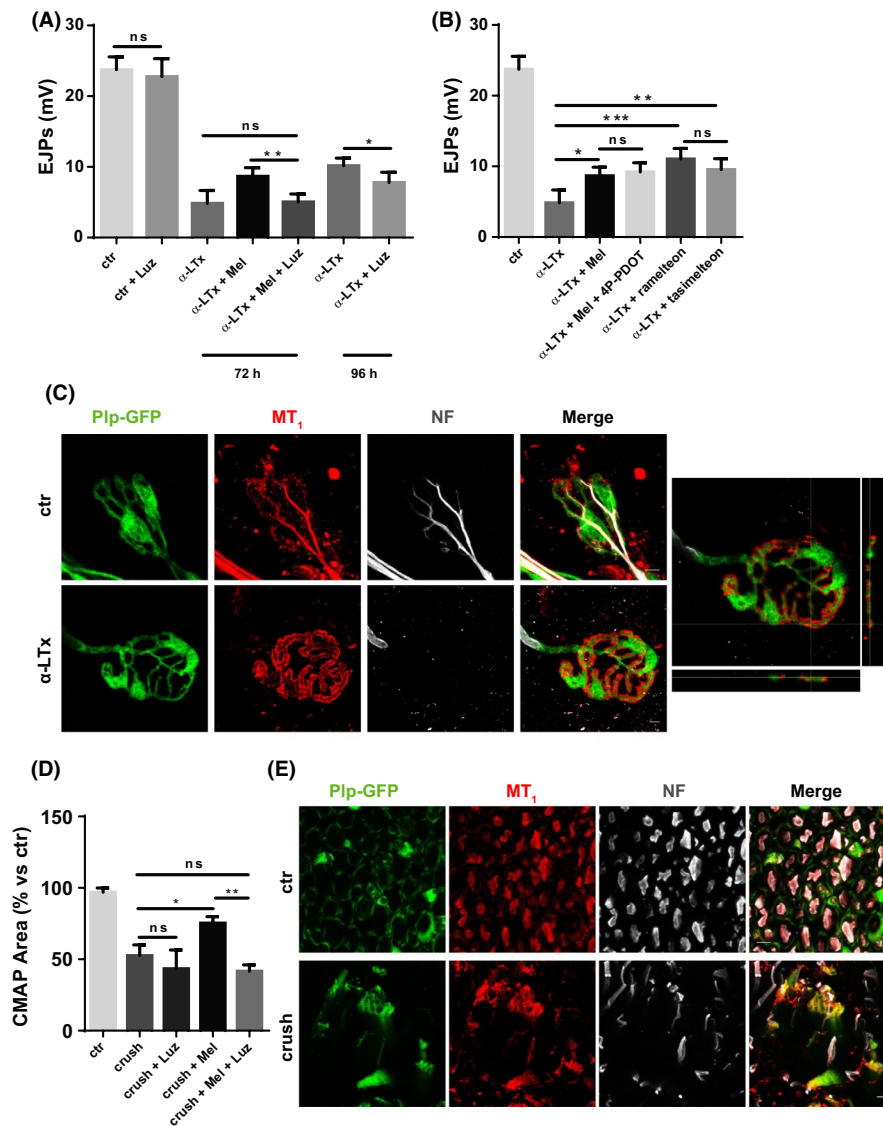 (A)
30
20
10
0
EJPs (mV)
ns
ns
* *
*
ctr
ctr + Luz
α-LTx
α-LTx + Mel
α-LTx + Mel + Luz
α-LTx
α-LTx + Luz
72 h
96 h
(B)
30
20
10
0
EJPs (mV)
* *
* * *
ns
*
ns
ctr
α-LTx
α-LTx + Mel
α-LTx + Mel + 4P-PDOT
α-LTx + ramelteon
α-LTx + tasimelteon
(C)
Plp-GFP
MT₁
NF
Merge
ctr
α-LTx
(D)
150
100
50
0
CMAP Area (% vs ctr)
ns
*
**
ns
ctr
crush
crush + Luz
crush + Mel
crush + Mel + Luz
(E)
Plp-GFP
MT₁
NF
Merge
ctr
crush